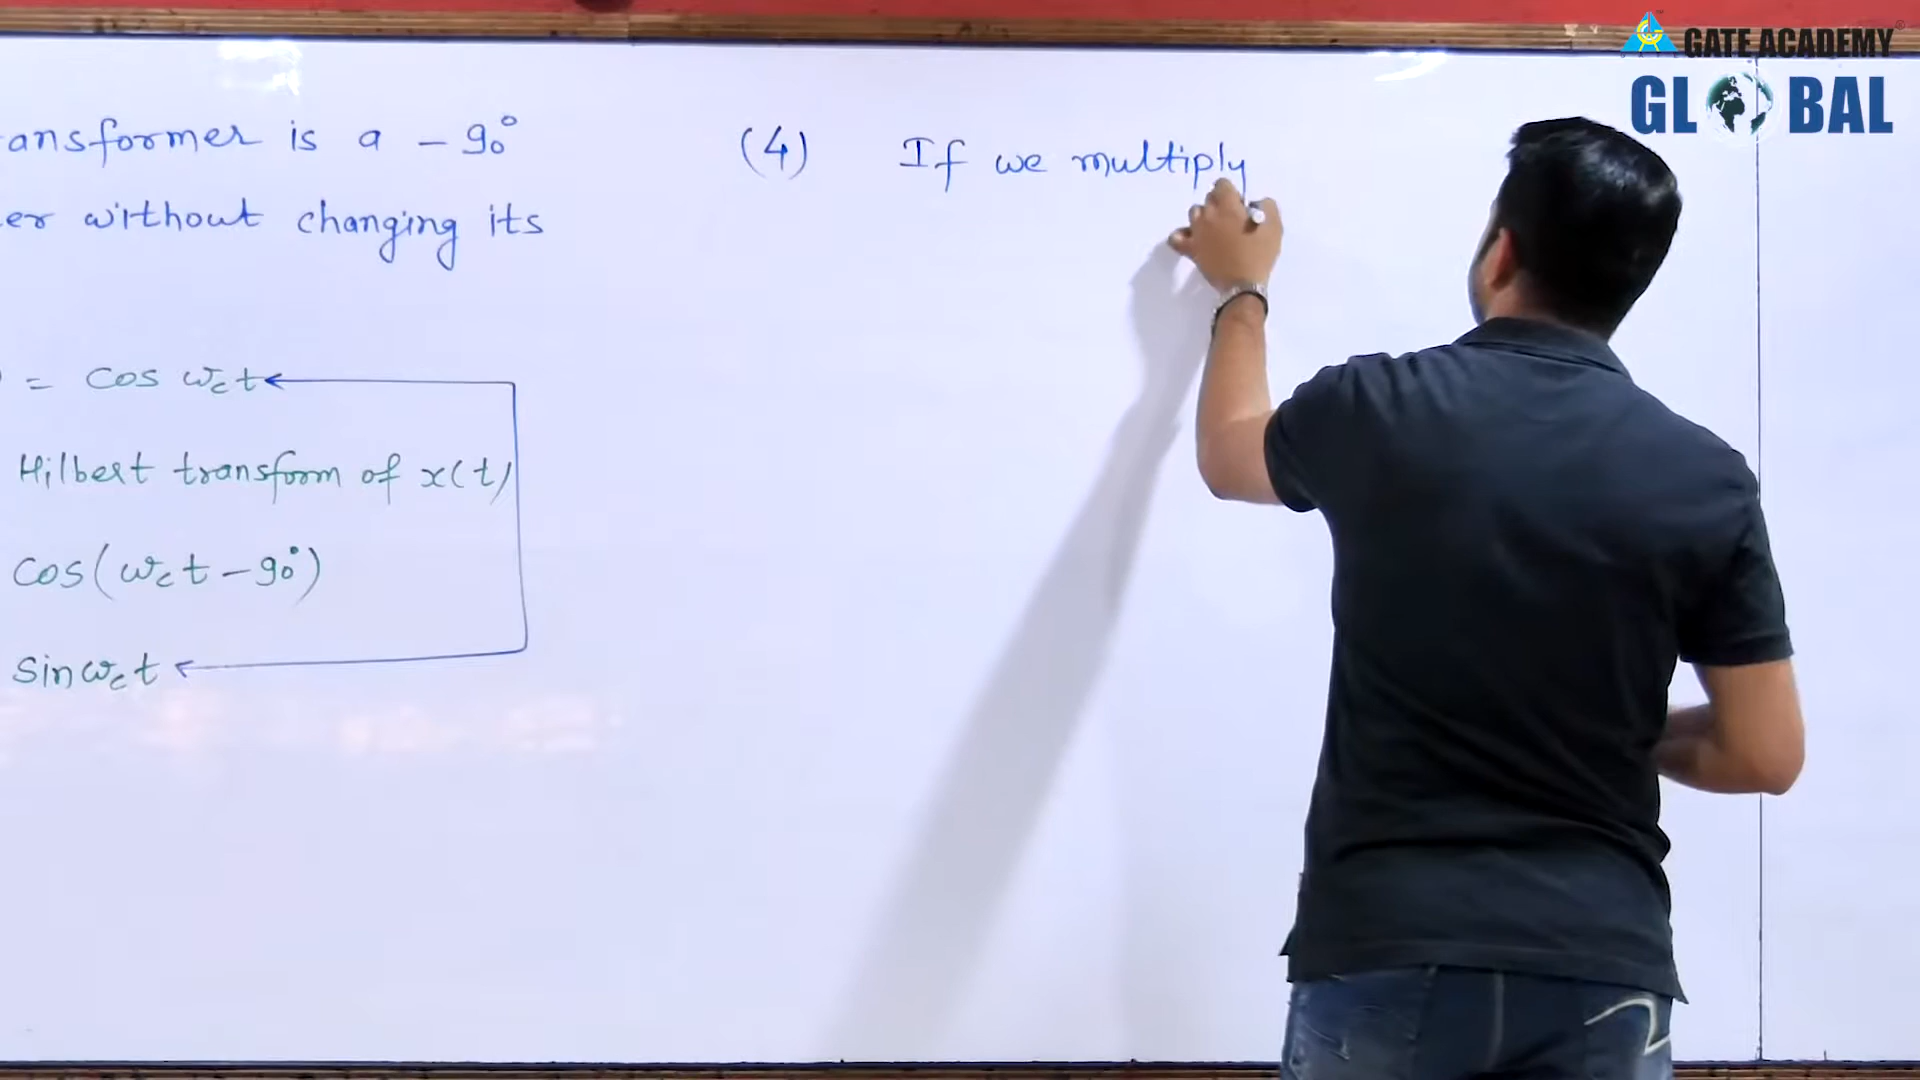 ansformer is a - 90°
er without changing its
= cos ωct
Hilbert transform of x(t)
cos(ωct - 90°)
sinωct
(4) If we multiply
GATE ACADEMY
GLOBAL